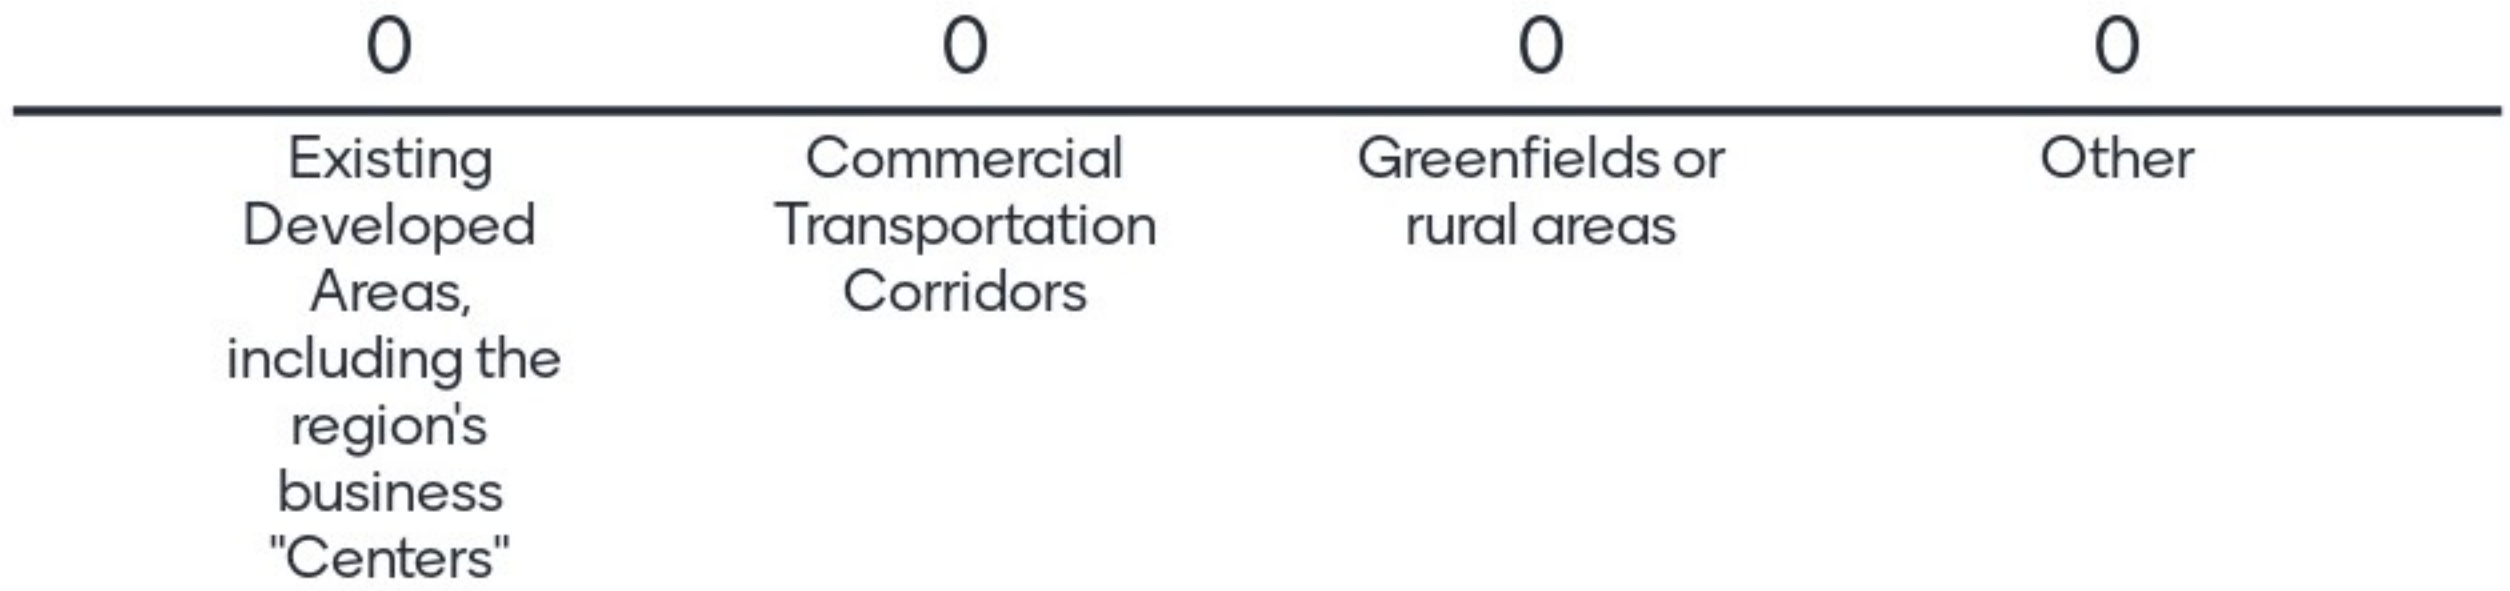 0 0 0 0
Existing
Developed
Areas,
including the
region's
business
"Centers"
Commercial
Transportation
Corridors
Greenfields or
rural areas
Other